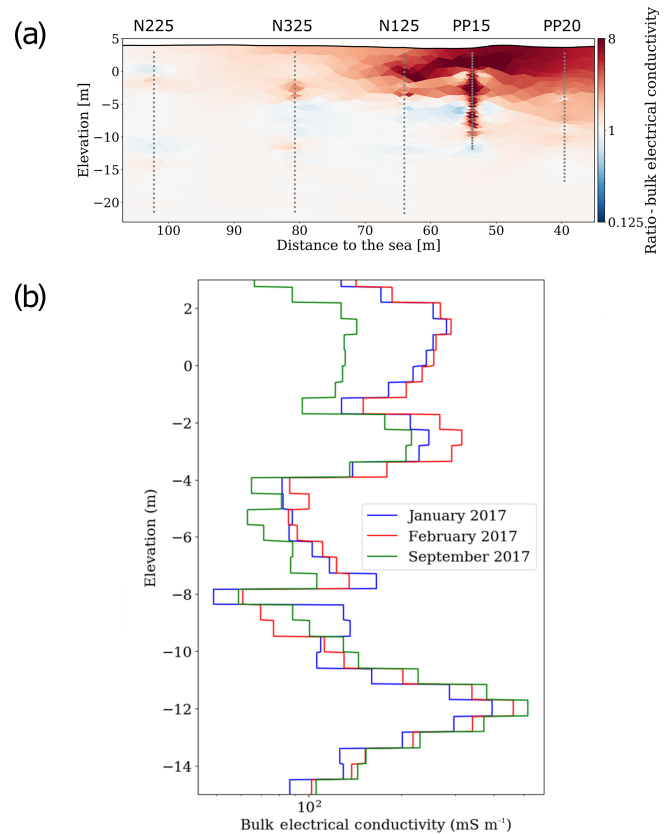 (a)
N225 N325 N125 PP15 PP20
5
0
−5
−10
−15
−20
Elevation [m]
100 90 80 70 60 50 40
Distance to the sea [m]
8
1
0.125
Ratio - bulk electrical conductivity
(b)
2
0
−2
−4
−6
−8
−10
−12
−14
Elevation (m)
January 2017
February 2017
September 2017
10²
Bulk electrical conductivity (mS m⁻¹)